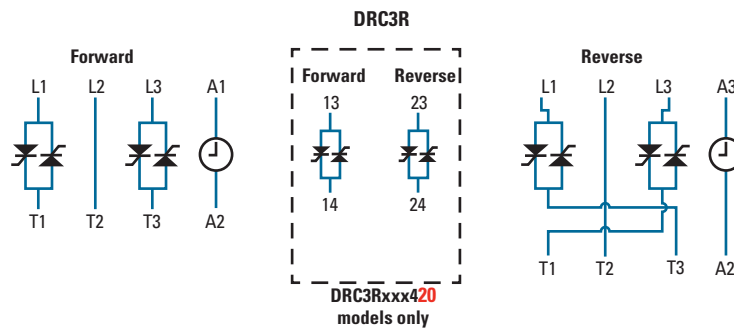 DRC3R
Forward
L1 L2 L3 A1
T1 T2 T3 A2
Forward Reverse
13 23
14 24
DRC3Rxxx420
models only
Reverse
L1 L2 L3 A3
T1 T2 T3 A2